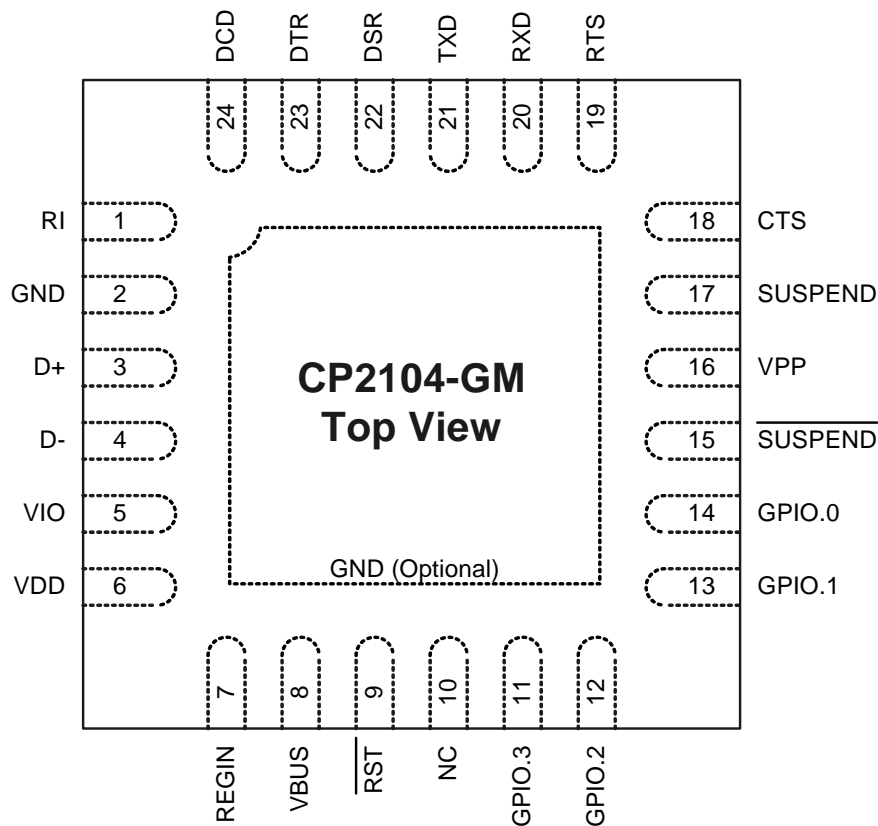 DCD DTR DSR TXD RXD RTS
24 23 22 21 20 19
RI 1 18 CTS
GND 2 17 SUSPEND
D+ 3 16 VPP
CP2104-GM
Top View
D- 4 15 S̅U̅S̅P̅E̅N̅D̅
VIO 5 14 GPIO.0
GND (Optional)
VDD 6 13 GPIO.1
7 8 9 10 11 12
REGIN VBUS R̅S̅T̅ NC GPIO.3 GPIO.2